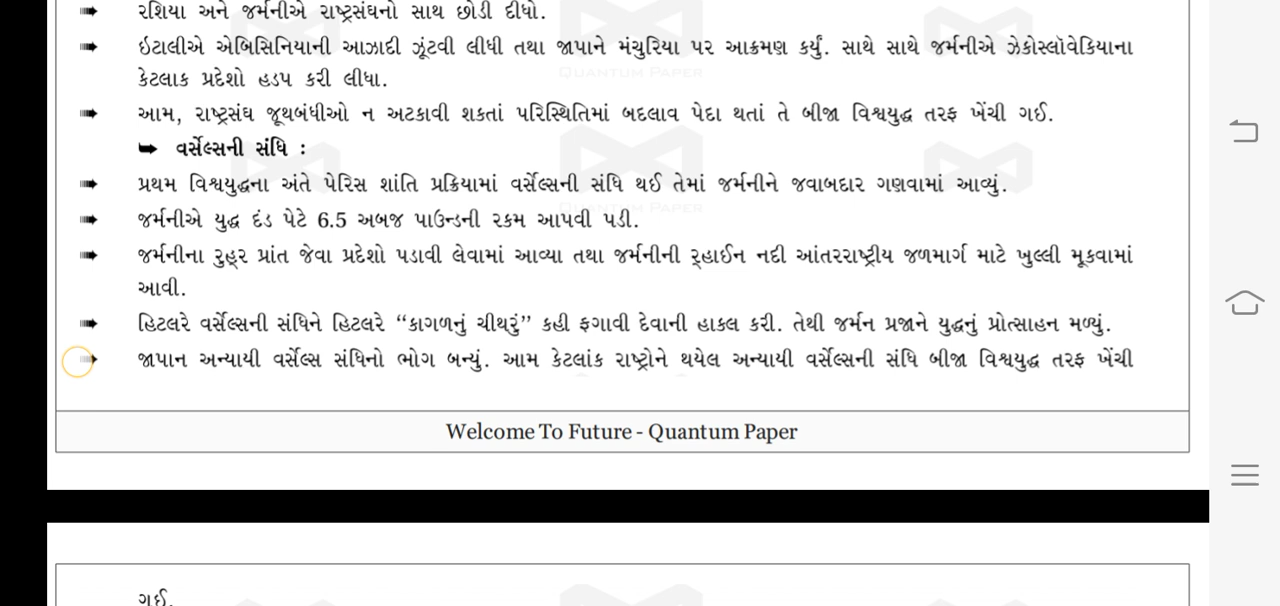 રશિયા અને જર્મનીએ રાષ્ટ્રસંઘનો સાથ છોડી દીધો.
ઇટાલીએ એબિસિનિયાની આઝાદી ઝૂંટવી લીધી તથા જાપાને મંચુરિયા પર આક્રમણ કર્યું. સાથે સાથે જર્મનીએ ઝેકોસ્લૉવેકિયાના
કેટલાક પ્રદેશો હડપ કરી લીધા.
QUANTUM PAPER
આમ, રાષ્ટ્રસંઘ જૂથબંધીઓ ન અટકાવી શકતાં પરિસ્થિતિમાં બદલાવ પેદા થતાં તે બીજા વિશ્વયુદ્ધ તરફ ખેંચી ગઈ.
વર્સેલ્સની સંધિ :
પ્રથમ વિશ્વયુદ્ધના અંતે પેરિસ શાંતિ પ્રક્રિયામાં વર્સેલ્સની સંધિ થઈ તેમાં જર્મનીને જવાબદાર ગણવામાં આવ્યું.
QUANTUM PAPER
જર્મનીએ યુદ્ધ દંડ પેટે 6.5 અબજ પાઉન્ડની રકમ આપવી પડી.
જર્મનીના રુહ્ર પ્રાંત જેવા પ્રદેશો પડાવી લેવામાં આવ્યા તથા જર્મનીની ર્‌હાઈન નદી આંતરરાષ્ટ્રીય જળમાર્ગ માટે ખુલ્લી મૂકવામાં
આવી.
હિટલરે વર્સેલ્સની સંધિને હિટલરે “કાગળનું ચીથરું” કહી ફગાવી દેવાની હાકલ કરી. તેથી જર્મન પ્રજાને યુદ્ધનું પ્રોત્સાહન મળ્યું.
જાપાન અન્યાયી વર્સેલ્સ સંધિનો ભોગ બન્યું. આમ કેટલાંક રાષ્ટ્રોને થયેલ અન્યાયી વર્સેલ્સની સંધિ બીજા વિશ્વયુદ્ધ તરફ ખેંચી
Welcome To Future - Quantum Paper
ગઈ.